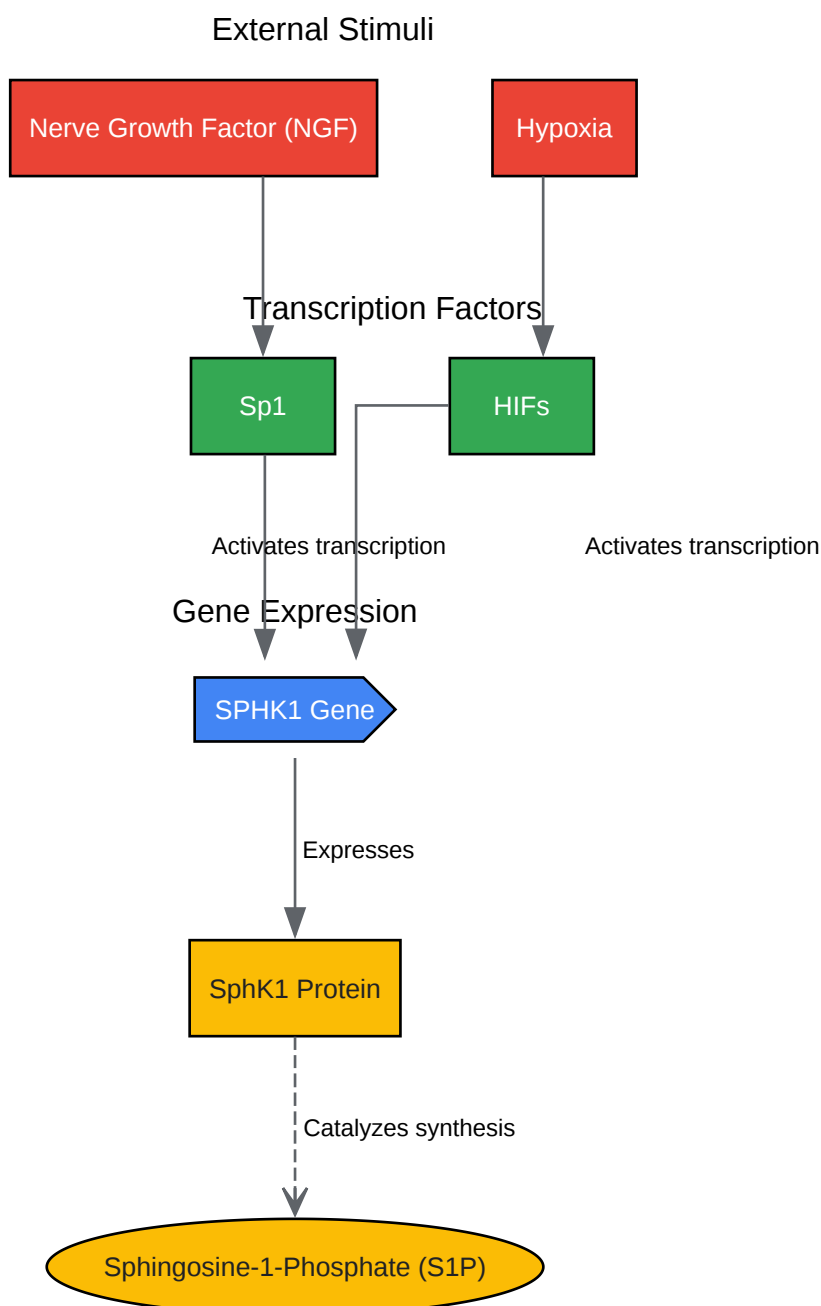 External Stimuli
Nerve Growth Factor (NGF)
Hypoxia
Transcription Factors
Sp1
HIFs
Activates transcription
Activates transcription
Gene Expression
SPHK1 Gene
Expresses
SphK1 Protein
Catalyzes synthesis
Sphingosine-1-Phosphate (S1P)